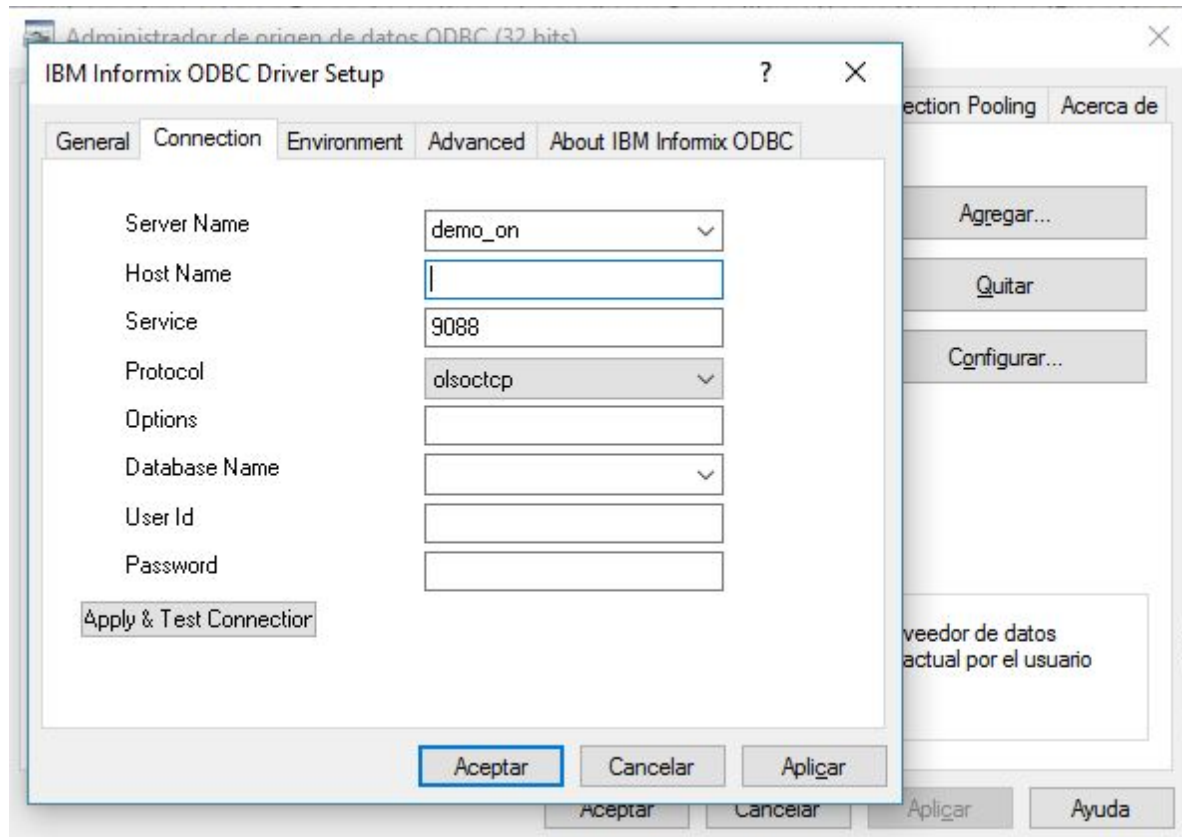 Administrador de origen de datos ODBC (32 bits)
IBM Informix ODBC Driver Setup
?
ection Pooling
Acerca de
General
Connection
Environment
Advanced
About IBM Informix ODBC
Server Name
demo_on
Host Name
Service
9088
Protocol
olsoctcp
Options
Database Name
User Id
Password
Apply & Test Connection
Agregar...
Quitar
Configurar...
veedor de datos
actual por el usuario
Aceptar
Cancelar
Aplicar
Aceptar
Cancelar
Aplicar
Ayuda